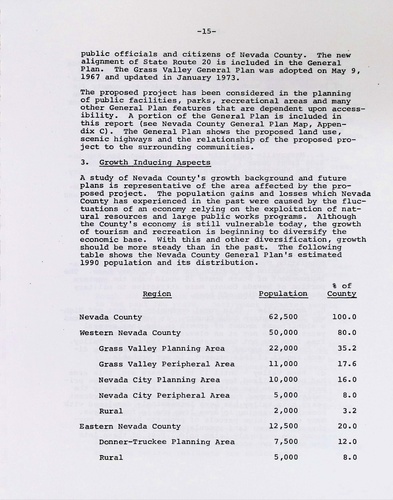 -15-
public officials and citizens of Nevada County. The new
alignment of State Route 20 is included in the General
Plan. The Grass Valley General Plan was adopted on May 9,
1967 and updated in January 1973.
The proposed project has been considered in the planning
of public facilities, parks, recreational areas and many
other General Plan features that are dependent upon access-
ibility. A portion of the General Plan is included in
this report (see Nevada County General Plan Map, Appen-
dix C). The General Plan shows the proposed land use,
scenic highways and the relationship of the proposed pro-
ject to the surrounding communities.
3. Growth Inducing Aspects
A study of Nevada County's growth background and future
plans is representative of the area affected by the pro-
posed project. The population gains and losses which Nevada
County has experienced in the past were caused by the fluc-
tuations of an economy relying on the exploitation of nat-
ural resources and large public works programs. Although
the County's economy is still vulnerable today, the growth
of tourism and recreation is beginning to diversify the
economic base. With this and other diversification, growth
should be more steady than in the past. The following
table shows the Nevada County General Plan's estimated
1990 population and its distribution.
% of
Region Population County
Nevada County 62,500 100.0
Western Nevada County 50,000 80.0
Grass Valley Planning Area 22,000 35.2
Grass Valley Peripheral Area 11,000 17.6
Nevada City Planning Area 10,000 16.0
Nevada City Peripheral Area 5,000 8.0
Rural 2,000 3.2
Eastern Nevada County 12,500 20.0
Donner-Truckee Planning Area 7,500 12.0
Rural 5,000 8.0